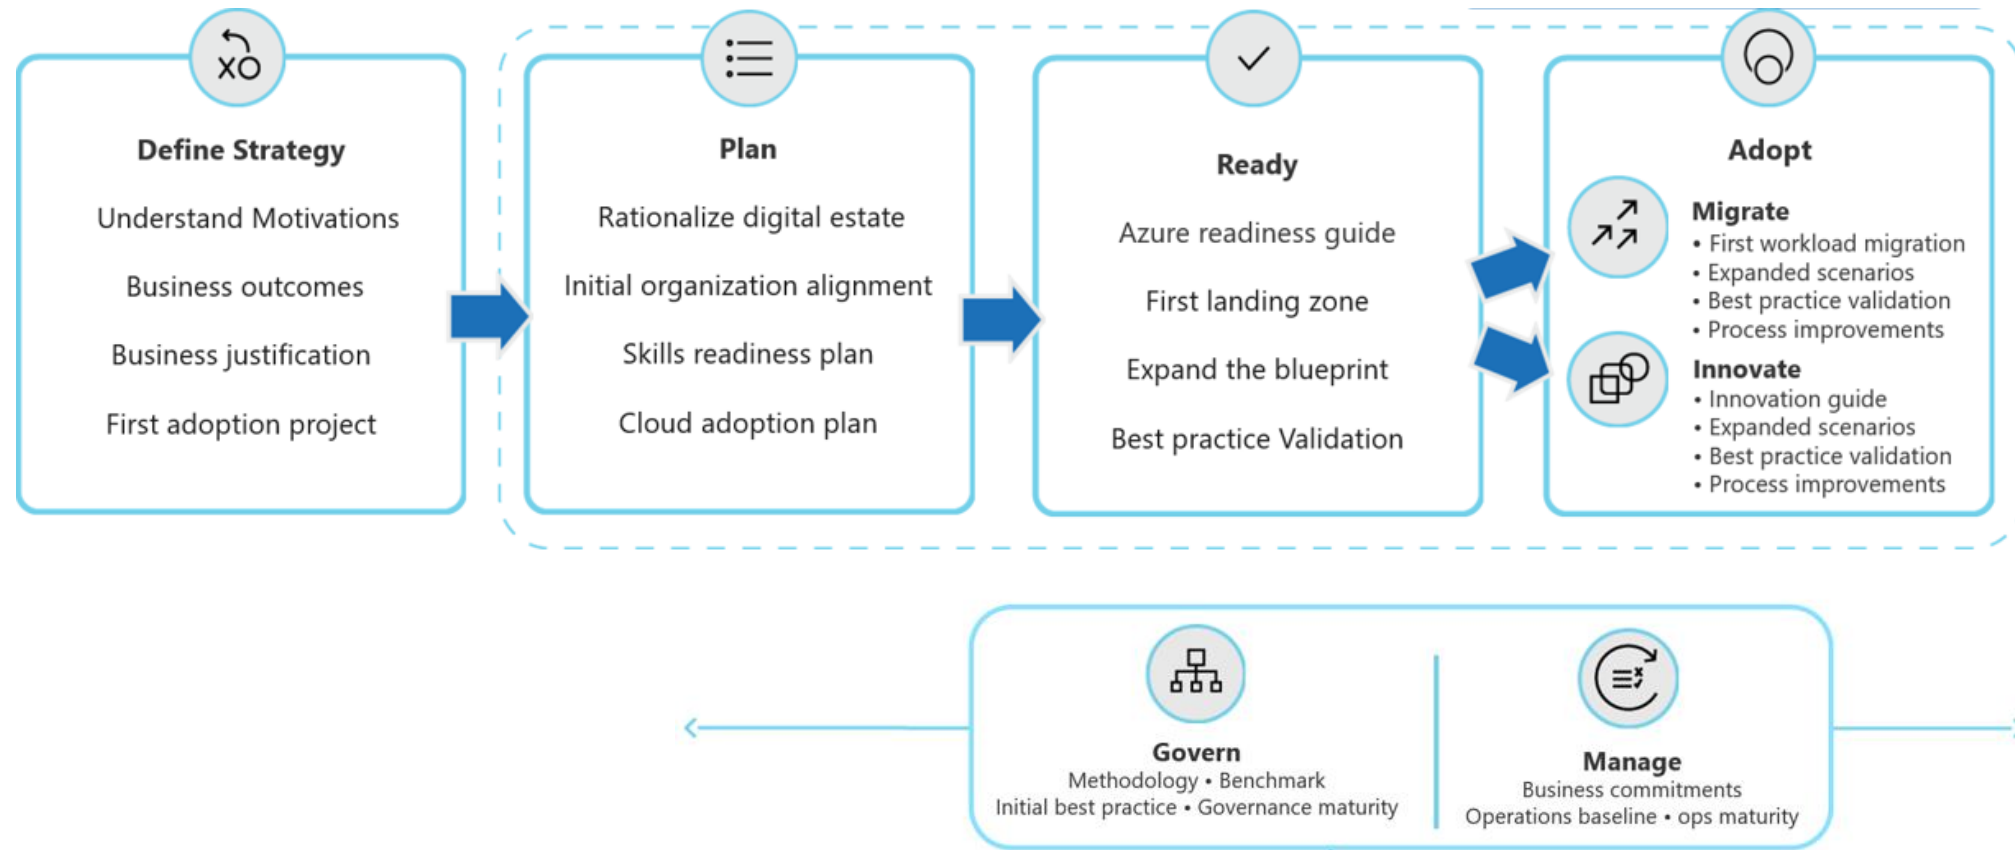 Define Strategy
Understand Motivations
Business outcomes
Business justification
First adoption project
Plan
Rationalize digital estate
Initial organization alignment
Skills readiness plan
Cloud adoption plan
Ready
Azure readiness guide
First landing zone
Expand the blueprint
Best practice Validation
Adopt
Migrate
• First workload migration
• Expanded scenarios
• Best practice validation
• Process improvements
Innovate
• Innovation guide
• Expanded scenarios
• Best practice validation
• Process improvements
Govern
Methodology • Benchmark
Initial best practice • Governance maturity
Manage
Business commitments
Operations baseline • ops maturity